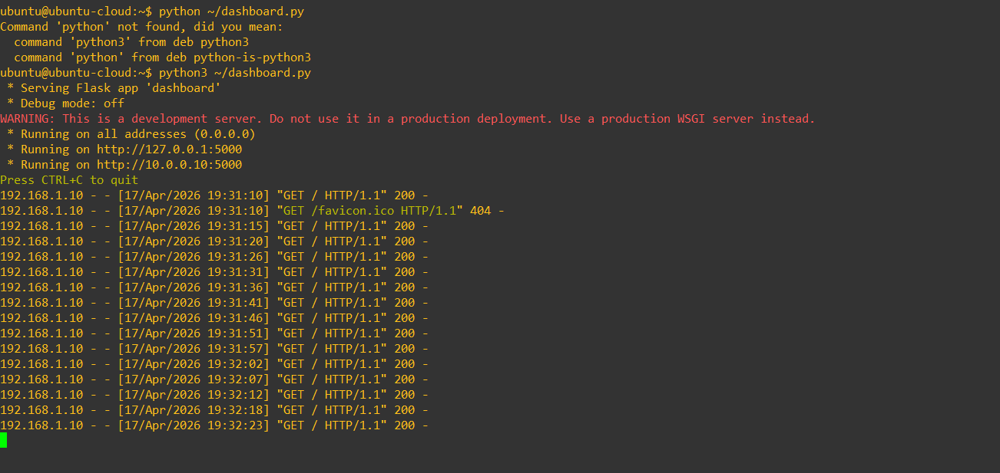 ubuntu@ubuntu-cloud:~$ python ~/dashboard.py
Command 'python' not found, did you mean:
  command 'python3' from deb python3
  command 'python' from deb python-is-python3
ubuntu@ubuntu-cloud:~$ python3 ~/dashboard.py
 * Serving Flask app 'dashboard'
 * Debug mode: off
WARNING: This is a development server. Do not use it in a production deployment. Use a production WSGI server instead.
 * Running on all addresses (0.0.0.0)
 * Running on http://127.0.0.1:5000
 * Running on http://10.0.0.10:5000
Press CTRL+C to quit
192.168.1.10 - - [17/Apr/2026 19:31:10] "GET / HTTP/1.1" 200 -
192.168.1.10 - - [17/Apr/2026 19:31:10] "GET /favicon.ico HTTP/1.1" 404 -
192.168.1.10 - - [17/Apr/2026 19:31:15] "GET / HTTP/1.1" 200 -
192.168.1.10 - - [17/Apr/2026 19:31:20] "GET / HTTP/1.1" 200 -
192.168.1.10 - - [17/Apr/2026 19:31:26] "GET / HTTP/1.1" 200 -
192.168.1.10 - - [17/Apr/2026 19:31:31] "GET / HTTP/1.1" 200 -
192.168.1.10 - - [17/Apr/2026 19:31:36] "GET / HTTP/1.1" 200 -
192.168.1.10 - - [17/Apr/2026 19:31:41] "GET / HTTP/1.1" 200 -
192.168.1.10 - - [17/Apr/2026 19:31:46] "GET / HTTP/1.1" 200 -
192.168.1.10 - - [17/Apr/2026 19:31:51] "GET / HTTP/1.1" 200 -
192.168.1.10 - - [17/Apr/2026 19:31:57] "GET / HTTP/1.1" 200 -
192.168.1.10 - - [17/Apr/2026 19:32:02] "GET / HTTP/1.1" 200 -
192.168.1.10 - - [17/Apr/2026 19:32:07] "GET / HTTP/1.1" 200 -
192.168.1.10 - - [17/Apr/2026 19:32:12] "GET / HTTP/1.1" 200 -
192.168.1.10 - - [17/Apr/2026 19:32:18] "GET / HTTP/1.1" 200 -
192.168.1.10 - - [17/Apr/2026 19:32:23] "GET / HTTP/1.1" 200 -